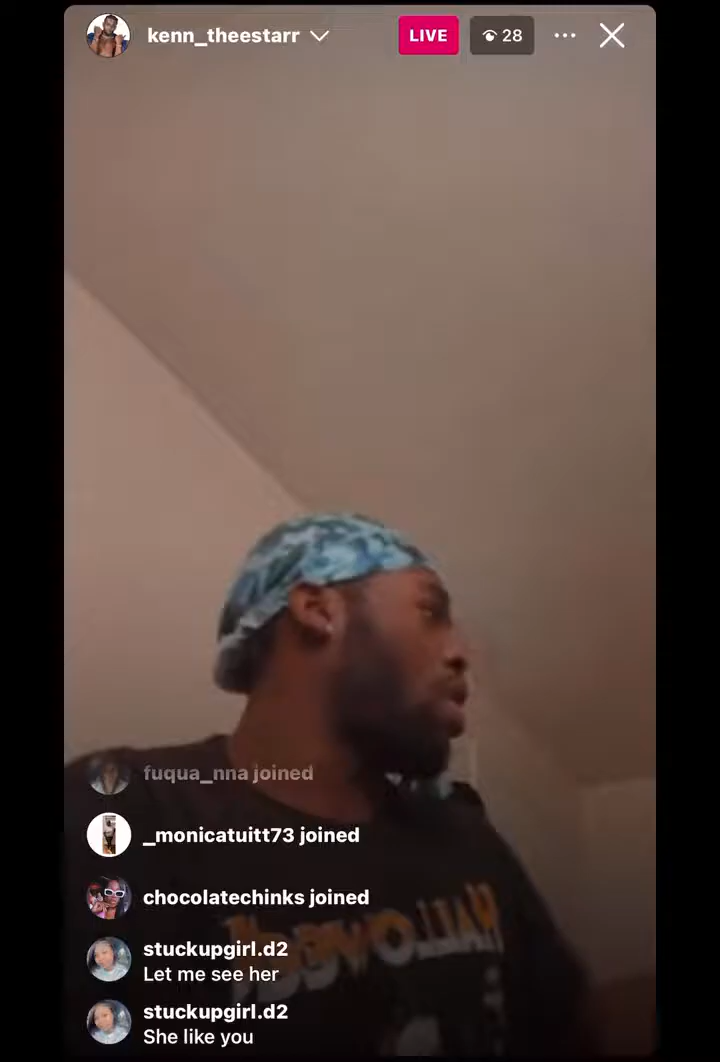 kenn_theestarr
LIVE
28
fuqua_nna joined
_monicatuitt73 joined
chocolatechinks joined
stuckupgirl.d2
Let me see her
stuckupgirl.d2
She like you